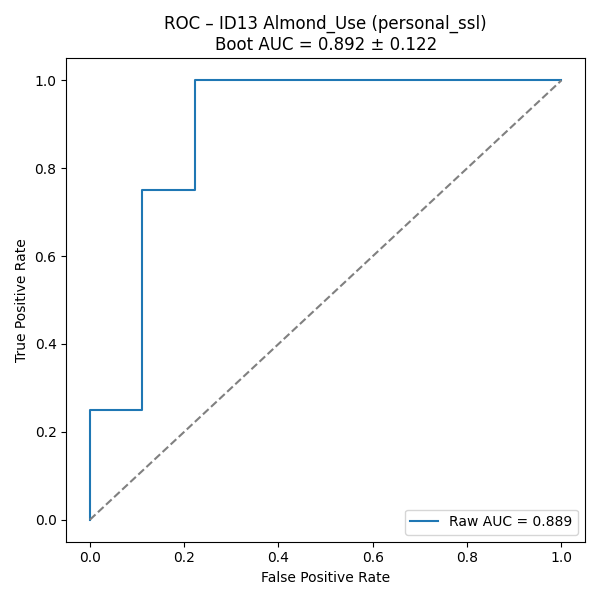 ROC – ID13 Almond_Use (personal_ssl)
Boot AUC = 0.892 ± 0.122
True Positive Rate
1.0
0.8
0.6
0.4
0.2
0.0
Raw AUC = 0.889
0.0 0.2 0.4 0.6 0.8 1.0
False Positive Rate